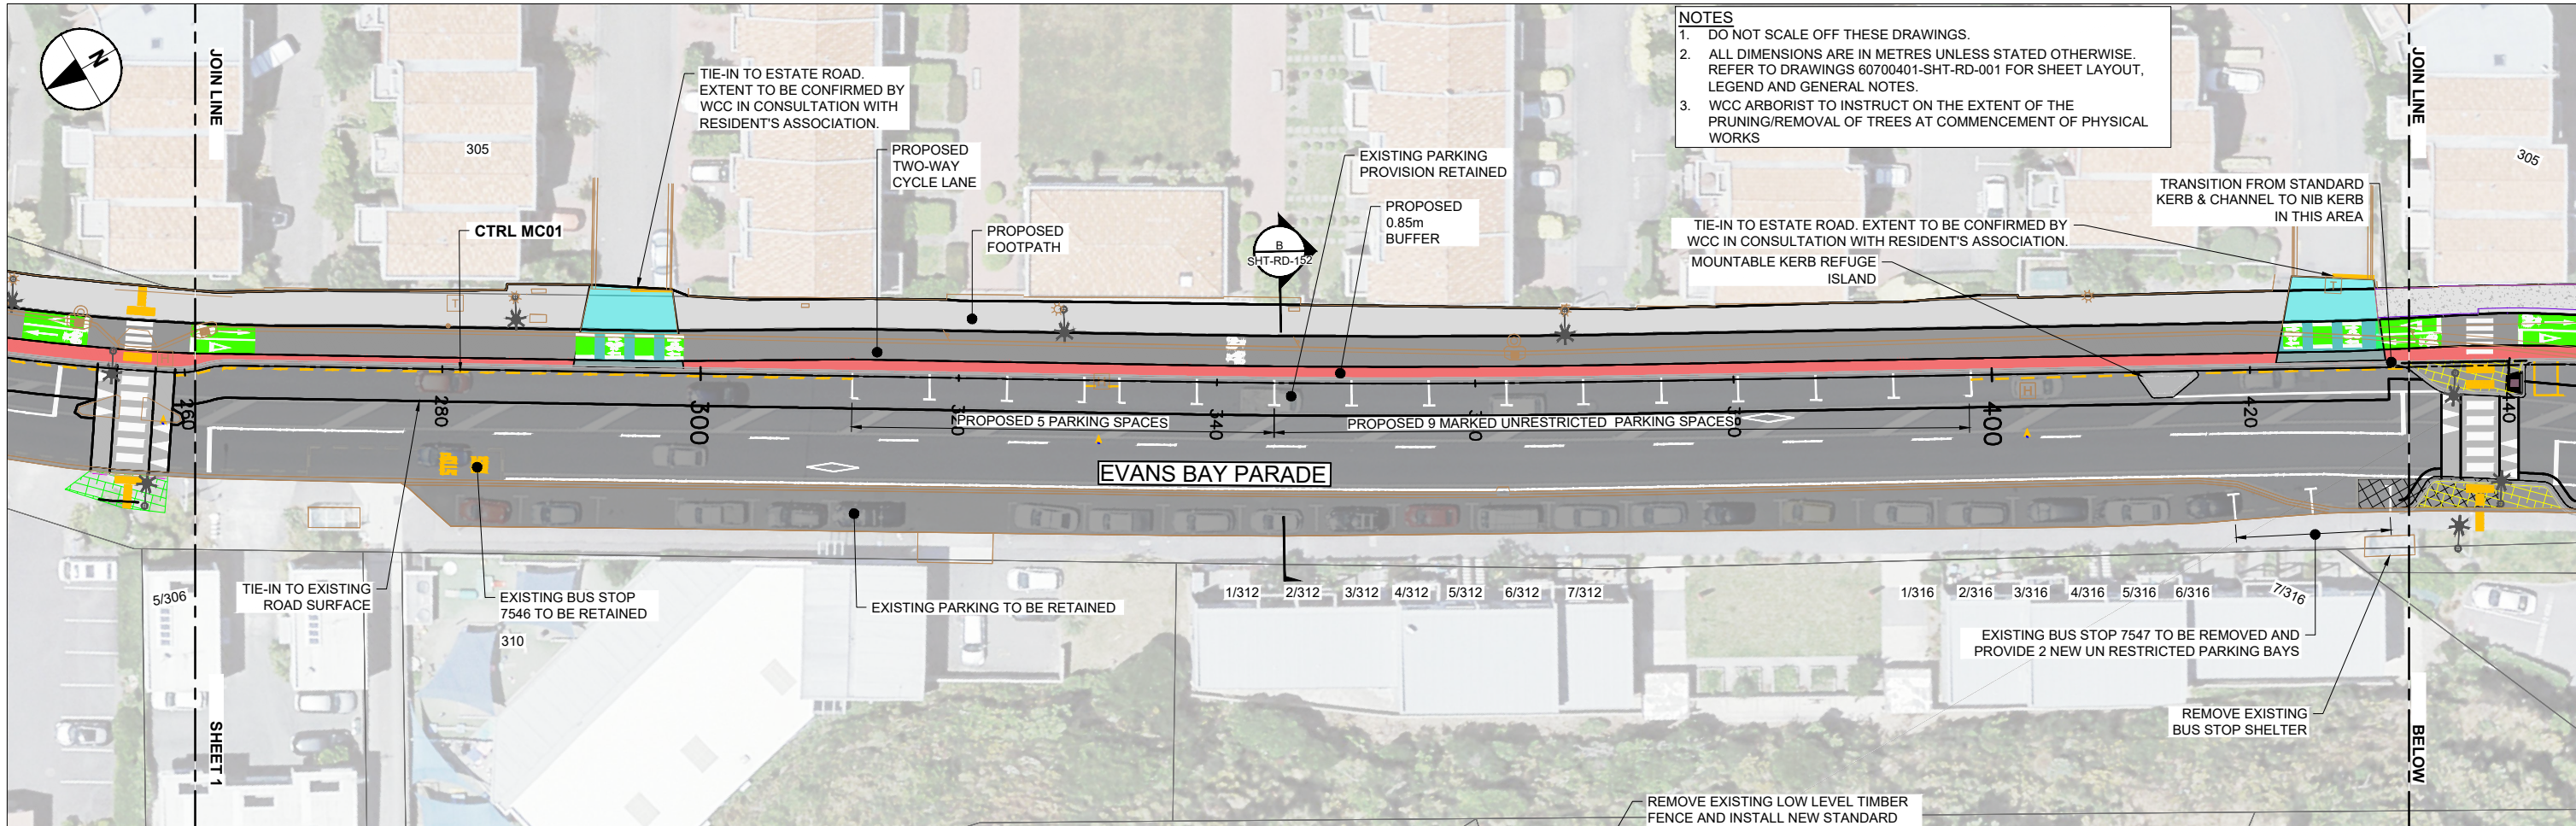 NOTES
1. DO NOT SCALE OFF THESE DRAWINGS.
2. ALL DIMENSIONS ARE IN METRES UNLESS STATED OTHERWISE.
REFER TO DRAWINGS 60700401-SHT-RD-001 FOR SHEET LAYOUT,
LEGEND AND GENERAL NOTES.
3. WCC ARBORIST TO INSTRUCT ON THE EXTENT OF THE
PRUNING/REMOVAL OF TREES AT COMMENCEMENT OF PHYSICAL
WORKS
N
JOIN LINE
SHEET 1
TIE-IN TO ESTATE ROAD.
EXTENT TO BE CONFIRMED BY
WCC IN CONSULTATION WITH
RESIDENT'S ASSOCIATION.
305
PROPOSED
TWO-WAY
CYCLE LANE
CTRL MC01
PROPOSED
FOOTPATH
B
SHT-RD-152
EXISTING PARKING
PROVISION RETAINED
PROPOSED
0.85m
BUFFER
TIE-IN TO ESTATE ROAD. EXTENT TO BE CONFIRMED BY
WCC IN CONSULTATION WITH RESIDENT'S ASSOCIATION.
MOUNTABLE KERB REFUGE
ISLAND
TRANSITION FROM STANDARD
KERB & CHANNEL TO NIB KERB
IN THIS AREA
JOIN LINE
BELOW
305
T
T
H
260
280
300
320
340
400
420
440
PROPOSED 5 PARKING SPACES
PROPOSED 9 MARKED UNRESTRICTED PARKING SPACES
EVANS BAY PARADE
BUS
STOP
TIE-IN TO EXISTING
ROAD SURFACE
5/306
EXISTING BUS STOP
7546 TO BE RETAINED
310
EXISTING PARKING TO BE RETAINED
1/312
2/312
3/312
4/312
5/312
6/312
7/312
1/316
2/316
3/316
4/316
5/316
6/316
7/316
EXISTING BUS STOP 7547 TO BE REMOVED AND
PROVIDE 2 NEW UN RESTRICTED PARKING BAYS
REMOVE EXISTING
BUS STOP SHELTER
REMOVE EXISTING LOW LEVEL TIMBER
FENCE AND INSTALL NEW STANDARD